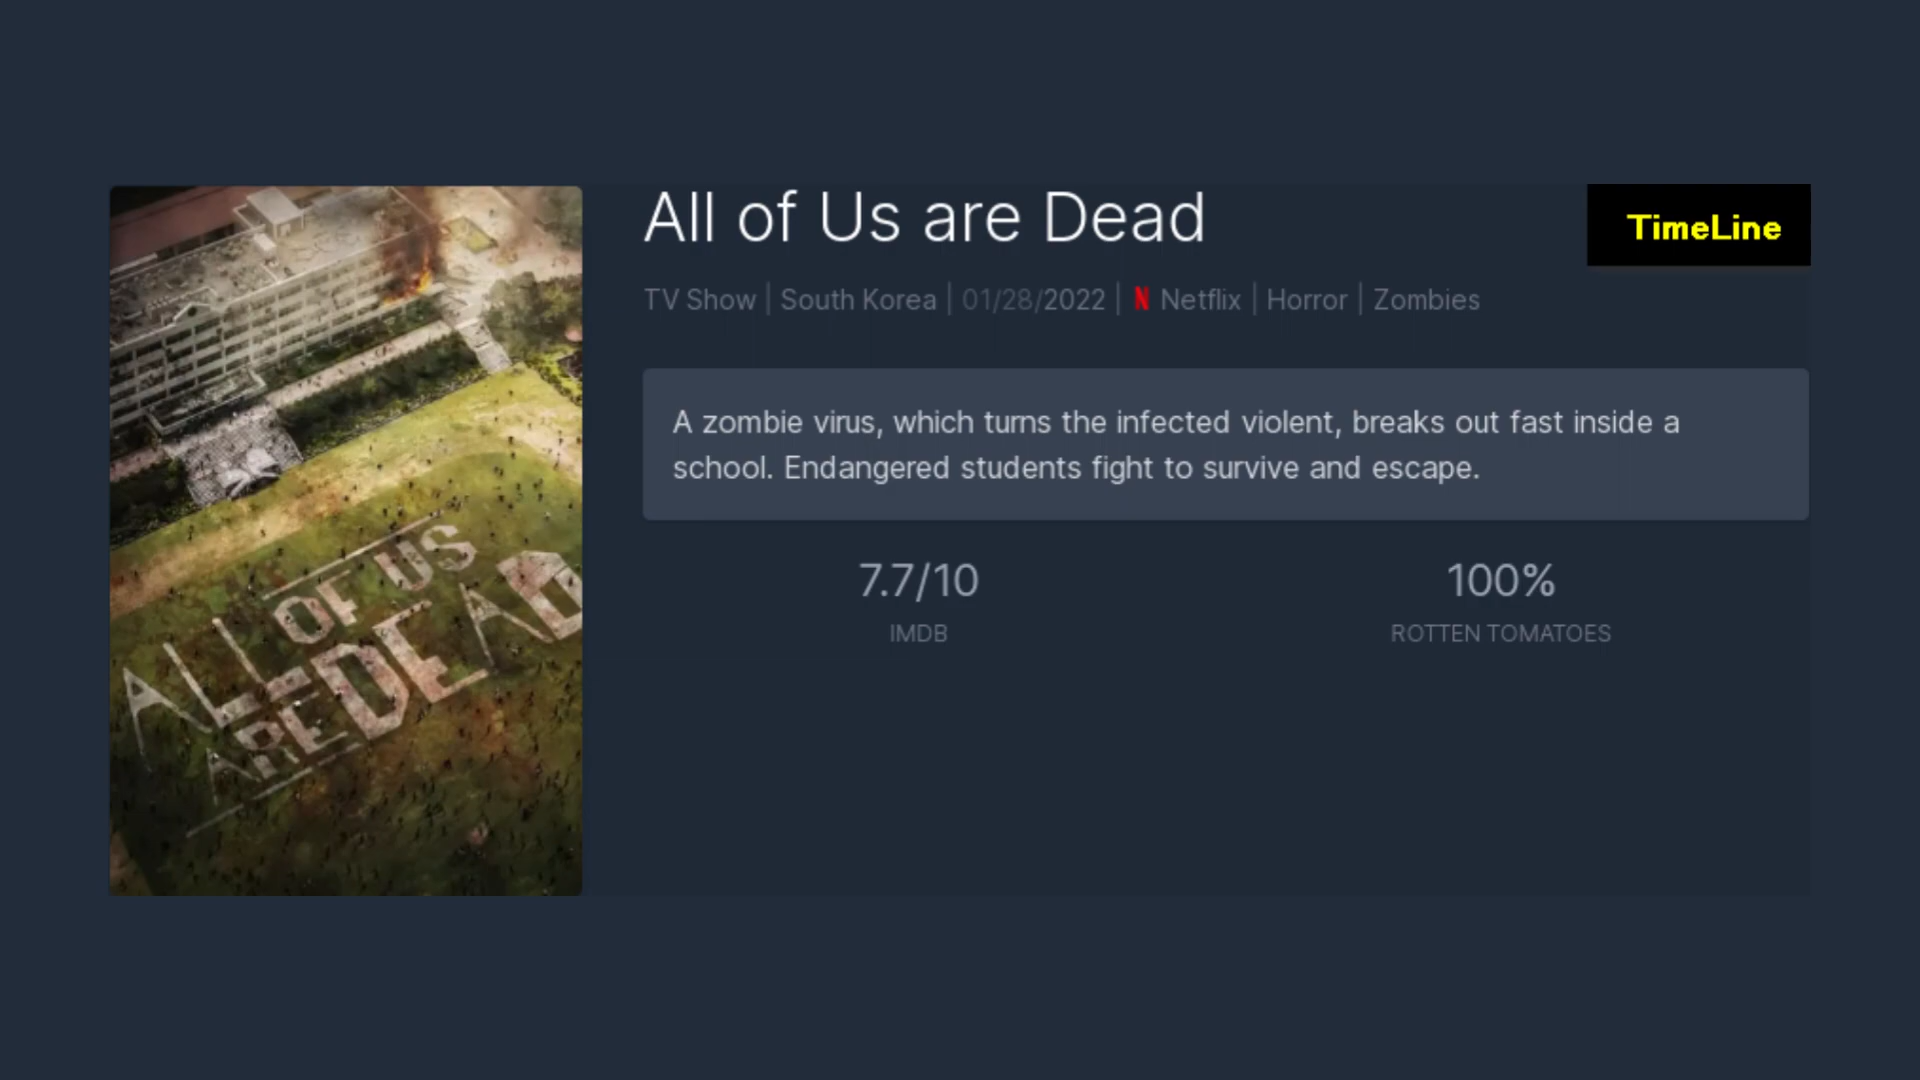 All of Us are Dead
TimeLine
TV Show | South Korea | 01/28/2022 | N Netflix | Horror | Zombies
A zombie virus, which turns the infected violent, breaks out fast inside a
school. Endangered students fight to survive and escape.
7.7/10
100%
IMDB
ROTTEN TOMATOES
ALL OF US
ARE DEAD